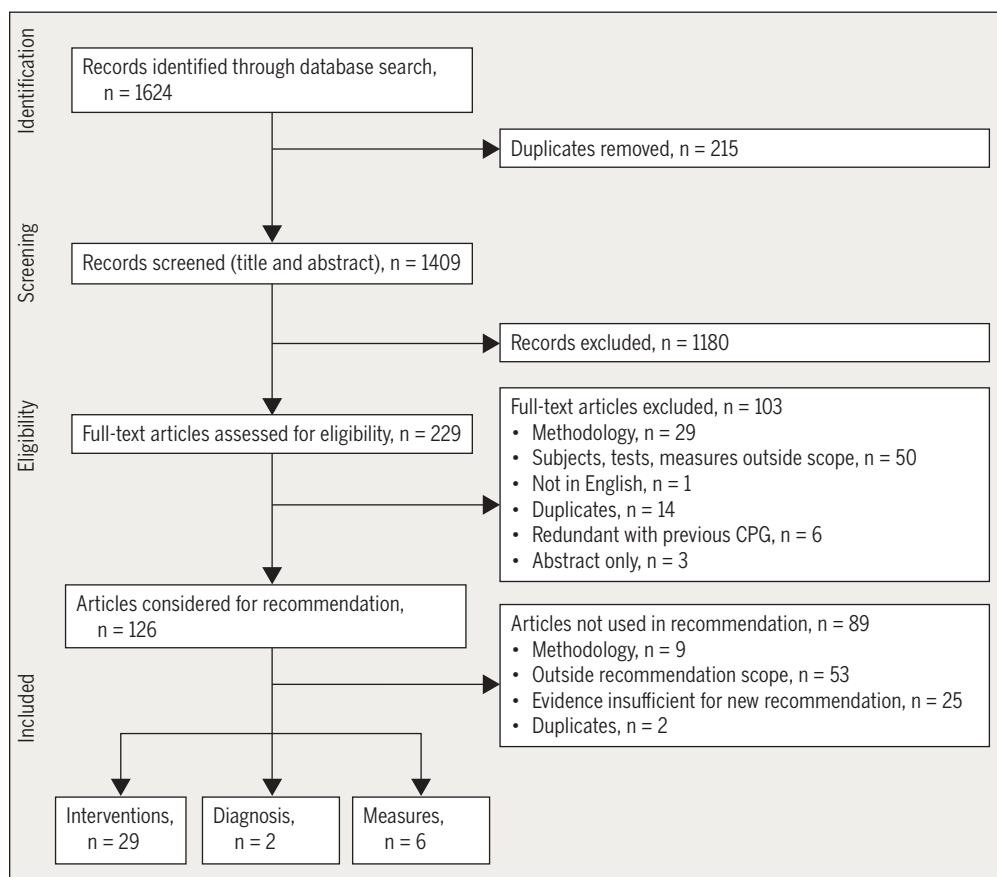 Identification
Records identified through database search,
n = 1624
Duplicates removed, n = 215
Screening
Records screened (title and abstract), n = 1409
Records excluded, n = 1180
Eligibility
Full-text articles assessed for eligibility, n = 229
Full-text articles excluded, n = 103
• Methodology, n = 29
• Subjects, tests, measures outside scope, n = 50
• Not in English, n = 1
• Duplicates, n = 14
• Redundant with previous CPG, n = 6
• Abstract only, n = 3
Articles considered for recommendation,
n = 126
Articles not used in recommendation, n = 89
• Methodology, n = 9
• Outside recommendation scope, n = 53
• Evidence insufficient for new recommendation, n = 25
• Duplicates, n = 2
Included
Interventions,
n = 29
Diagnosis,
n = 2
Measures,
n = 6